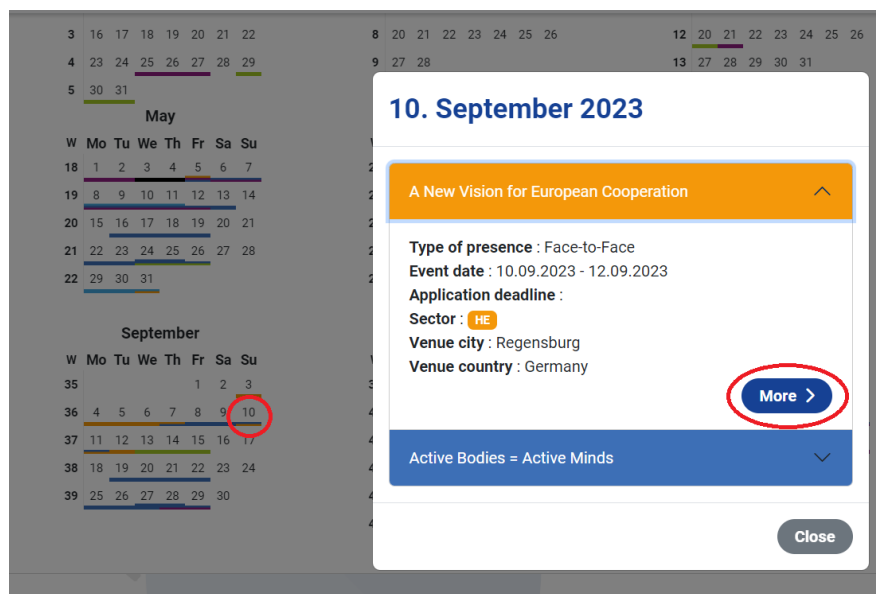 3 16 17 18 19 20 21 22 8 20 21 22 23 24 25 26 12 20 21 22 23 24 25 26
4 23 24 25 26 27 28 29 9 27 28 13 27 28 29 30 31
5 30 31
May
W Mo Tu We Th Fr Sa Su
18 1 2 3 4 5 6 7
19 8 9 10 11 12 13 14
20 15 16 17 18 19 20 21
21 22 23 24 25 26 27 28
22 29 30 31
September
W Mo Tu We Th Fr Sa Su
35 1 2 3
36 4 5 6 7 8 9 10
37 11 12 13 14 15 16 17
38 18 19 20 21 22 23 24
39 25 26 27 28 29 30
10. September 2023
A New Vision for European Cooperation
Type of presence : Face-to-Face
Event date : 10.09.2023 - 12.09.2023
Application deadline :
Sector : HE
Venue city : Regensburg
Venue country : Germany
More
Active Bodies = Active Minds
Close